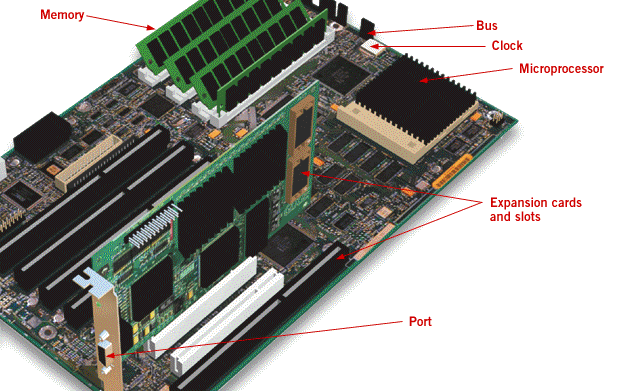 Memory
Bus
Clock
Microprocessor
Expansion cards
and slots
Port